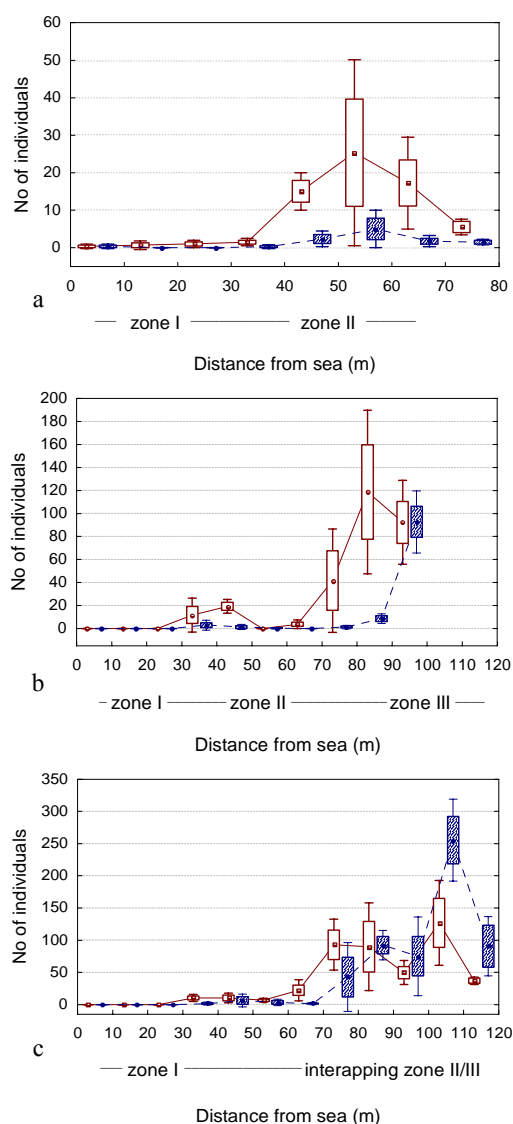 No of individuals
60
50
40
30
20
10
0
0 10 20 30 40 50 60 70 80
a
zone I zone II
Distance from sea (m)
No of individuals
200
180
160
140
120
100
80
60
40
20
0
0 10 20 30 40 50 60 70 80 90 100 110 120
b
zone I zone II zone III
Distance from sea (m)
No of individuals
350
300
250
200
150
100
50
0
0 10 20 30 40 50 60 70 80 90 100 110 120
c
zone I interapping zone II/III
Distance from sea (m)